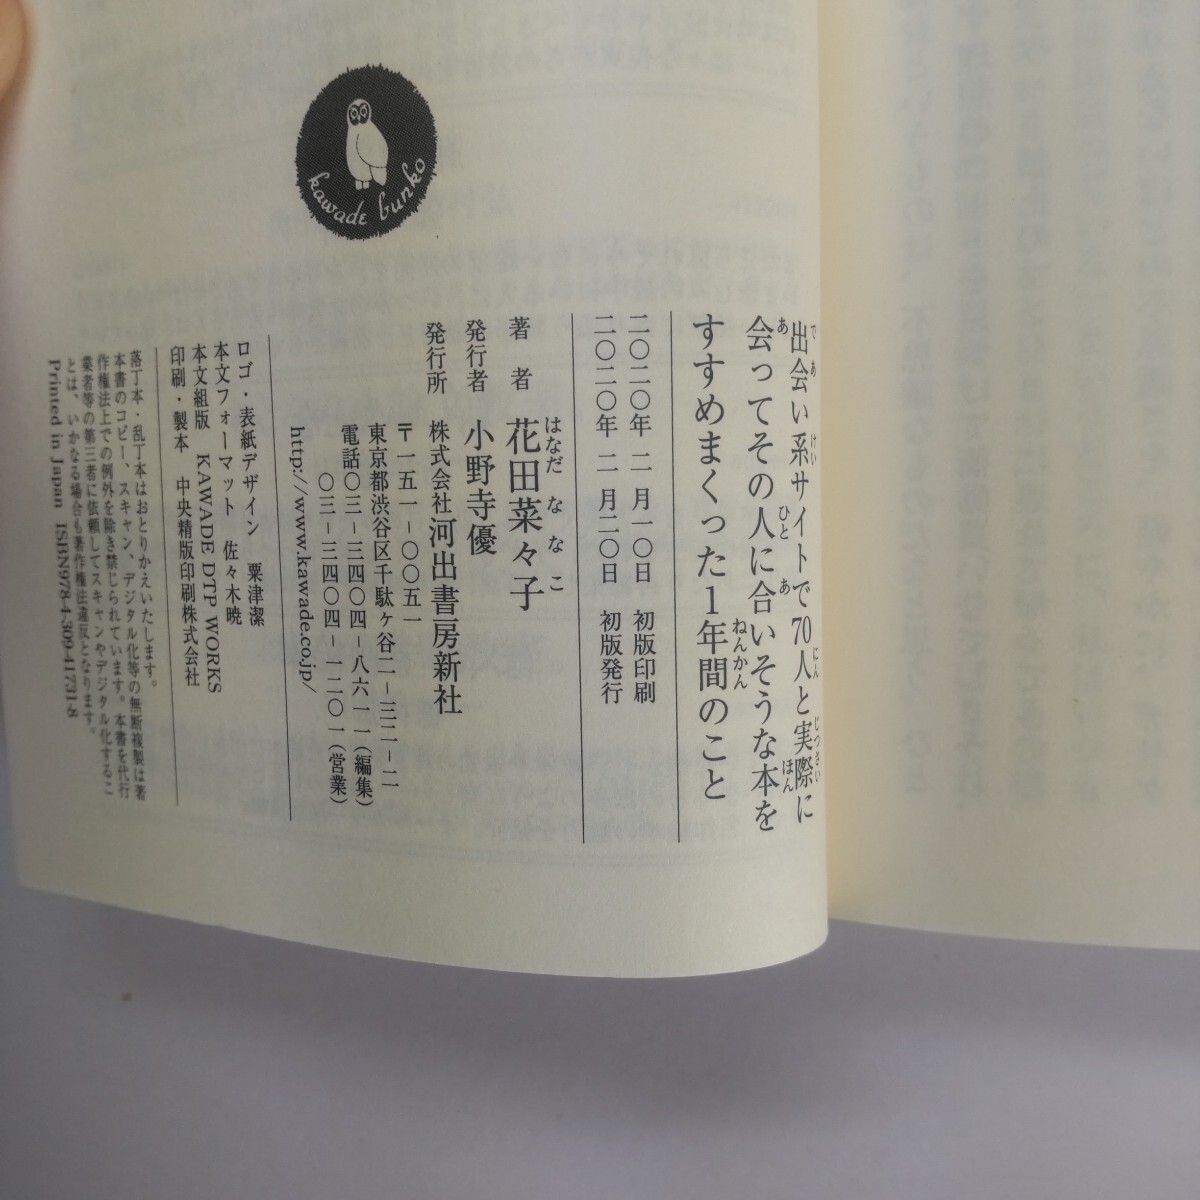 kawade bunko
出会い系サイトで70人と実際に
会ってその人に合いそうな本を
すすめまくった1年間のこと
二〇二〇年 二 月一〇日 初版印刷
二〇二〇年 二 月二〇日 初版発行
著 者 花田菜々子
はなだ ななこ
発行者 小野寺優
発行所 株式会社河出書房新社
〒一五一-〇〇五一
東京都渋谷区千駄ヶ谷二-三二-二
電話〇三-三四〇四-八六一一(編集)
〇三-三四〇四-一二〇一(営業)
http://www.kawade.co.jp/
ロゴ・表紙デザイン 粟津潔
本文フォーマット 佐々木暁
本文組版 KAWADE DTP WORKS
印刷・製本 中央精版印刷株式会社
落丁本・乱丁本はおとりかえいたします。
本書のコピー、スキャン、デジタル化等の無断複製は著
作権法上での例外を除き禁じられています。本書を代行
業者等の第三者に依頼してスキャンやデジタル化するこ
とは、いかなる場合も著作権法違反となります。
Printed in Japan ISBN978-4-309-41731-8